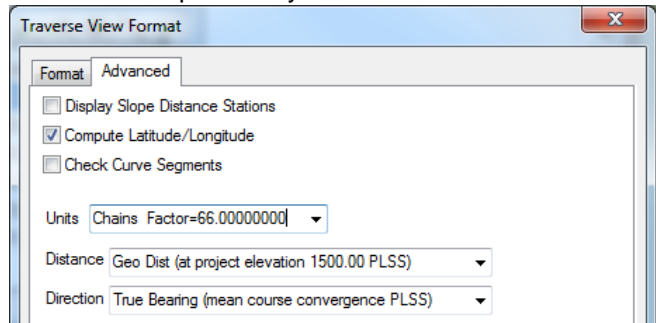 Traverse View Format
Format Advanced
Display Slope Distance Stations
Compute Latitude/Longitude
Check Curve Segments
Units Chains Factor=66.00000000
Distance Geo Dist (at project elevation 1500.00 PLSS)
Direction True Bearing (mean course convergence PLSS)